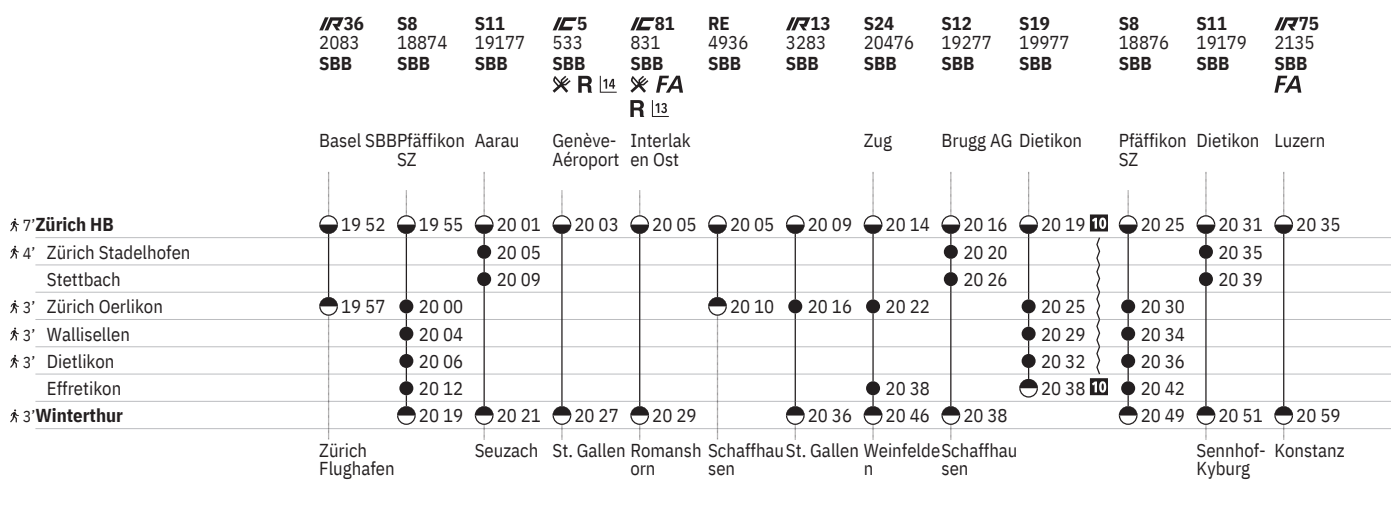 IR36 S8 S11 IC5 IC81 RE IR13 S24 S12 S19 S8 S11 IR75
2083 18874 19177 533 831 4936 3283 20476 19277 19977 18876 19179 2135
SBB SBB SBB SBB SBB SBB SBB SBB SBB SBB SBB SBB SBB
R 14 FA FA
R 13
Basel SBB Pfäffikon Aarau Genève- Interlak Zug Brugg AG Dietikon Pfäffikon Dietikon Luzern
SZ Aéroport en Ost SZ
7' Zürich HB 19 52 19 55 20 01 20 03 20 05 20 05 20 09 20 14 20 16 20 19 10 20 25 20 31 20 35
4' Zürich Stadelhofen 20 05 20 20 20 35
Stettbach 20 09 20 26 20 39
3' Zürich Oerlikon 19 57 20 00 20 10 20 16 20 22 20 25 20 30
3' Wallisellen 20 04 20 29 20 34
3' Dietlikon 20 06 20 32 20 36
Effretikon 20 12 20 38 20 38 10 20 42
3' Winterthur 20 19 20 21 20 27 20 29 20 36 20 46 20 38 20 49 20 51 20 59
Zürich Seuzach St. Gallen Romansh Schaffhau St. Gallen Weinfelde Schaffhau Sennhof- Konstanz
Flughafen orn sen n sen Kyburg